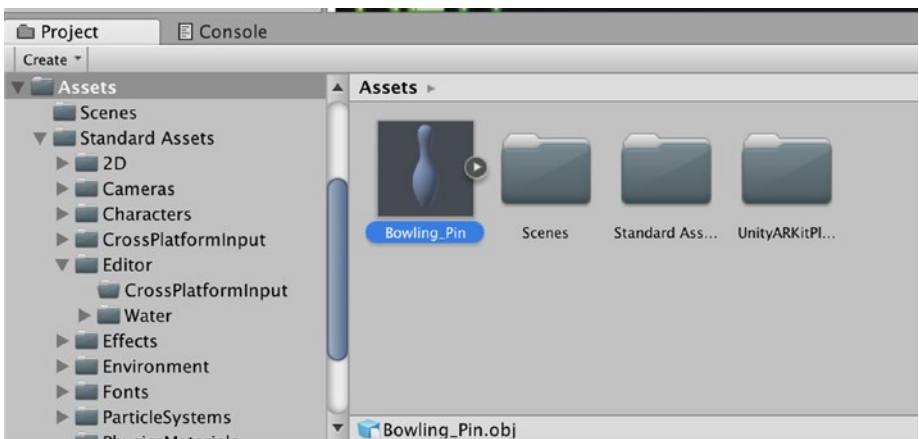 Project
Console
Create
Assets
Scenes
Standard Assets
2D
Cameras
Characters
CrossPlatformInput
Editor
CrossPlatformInput
Water
Effects
Environment
Fonts
ParticleSystems
Assets
Bowling_Pin
Scenes
Standard Ass...
UnityARKitPl...
Bowling_Pin.obj